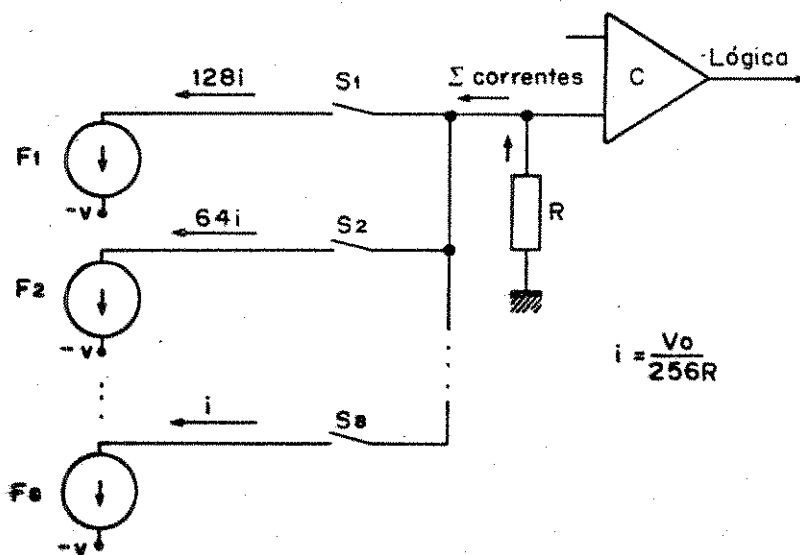 128i
S1
Σ correntes
C
Lógica
F1
-v
64i
S2
R
F2
-v
i = Vo / 256R
i
S8
F8
-v